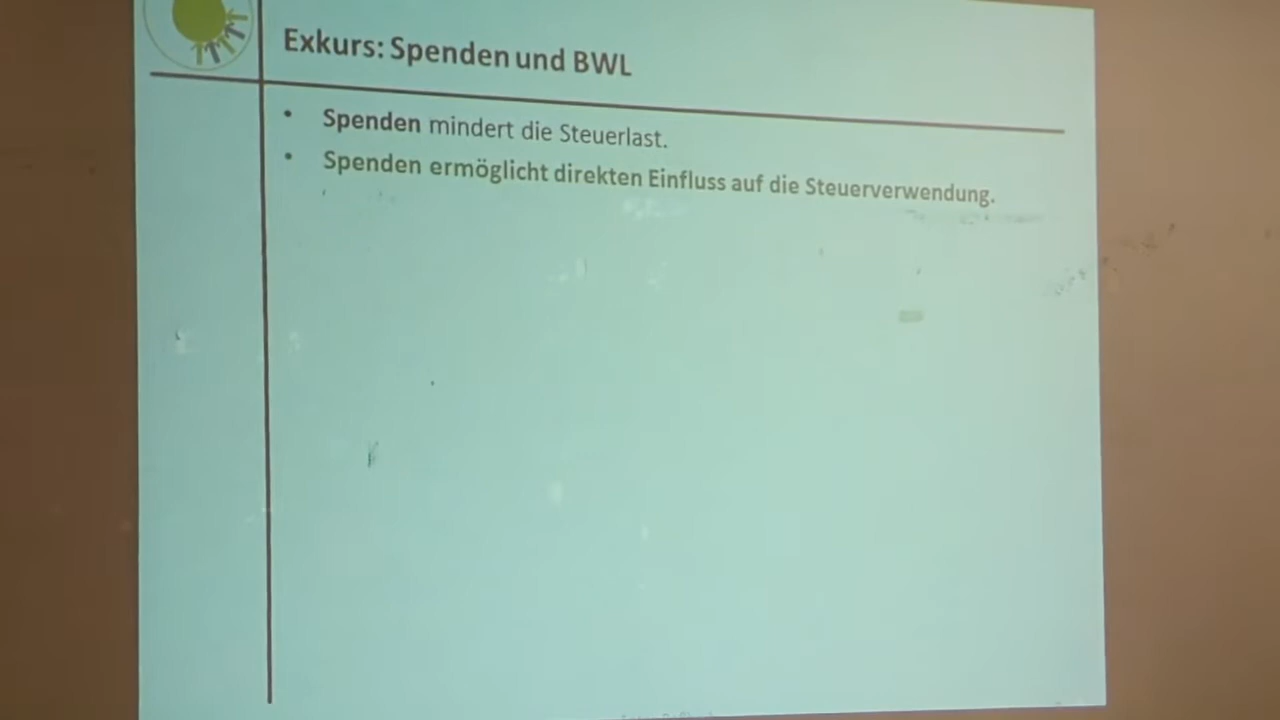 Exkurs: Spenden und BWL
• Spenden mindert die Steuerlast.
• Spenden ermöglicht direkten Einfluss auf die Steuerverwendung.